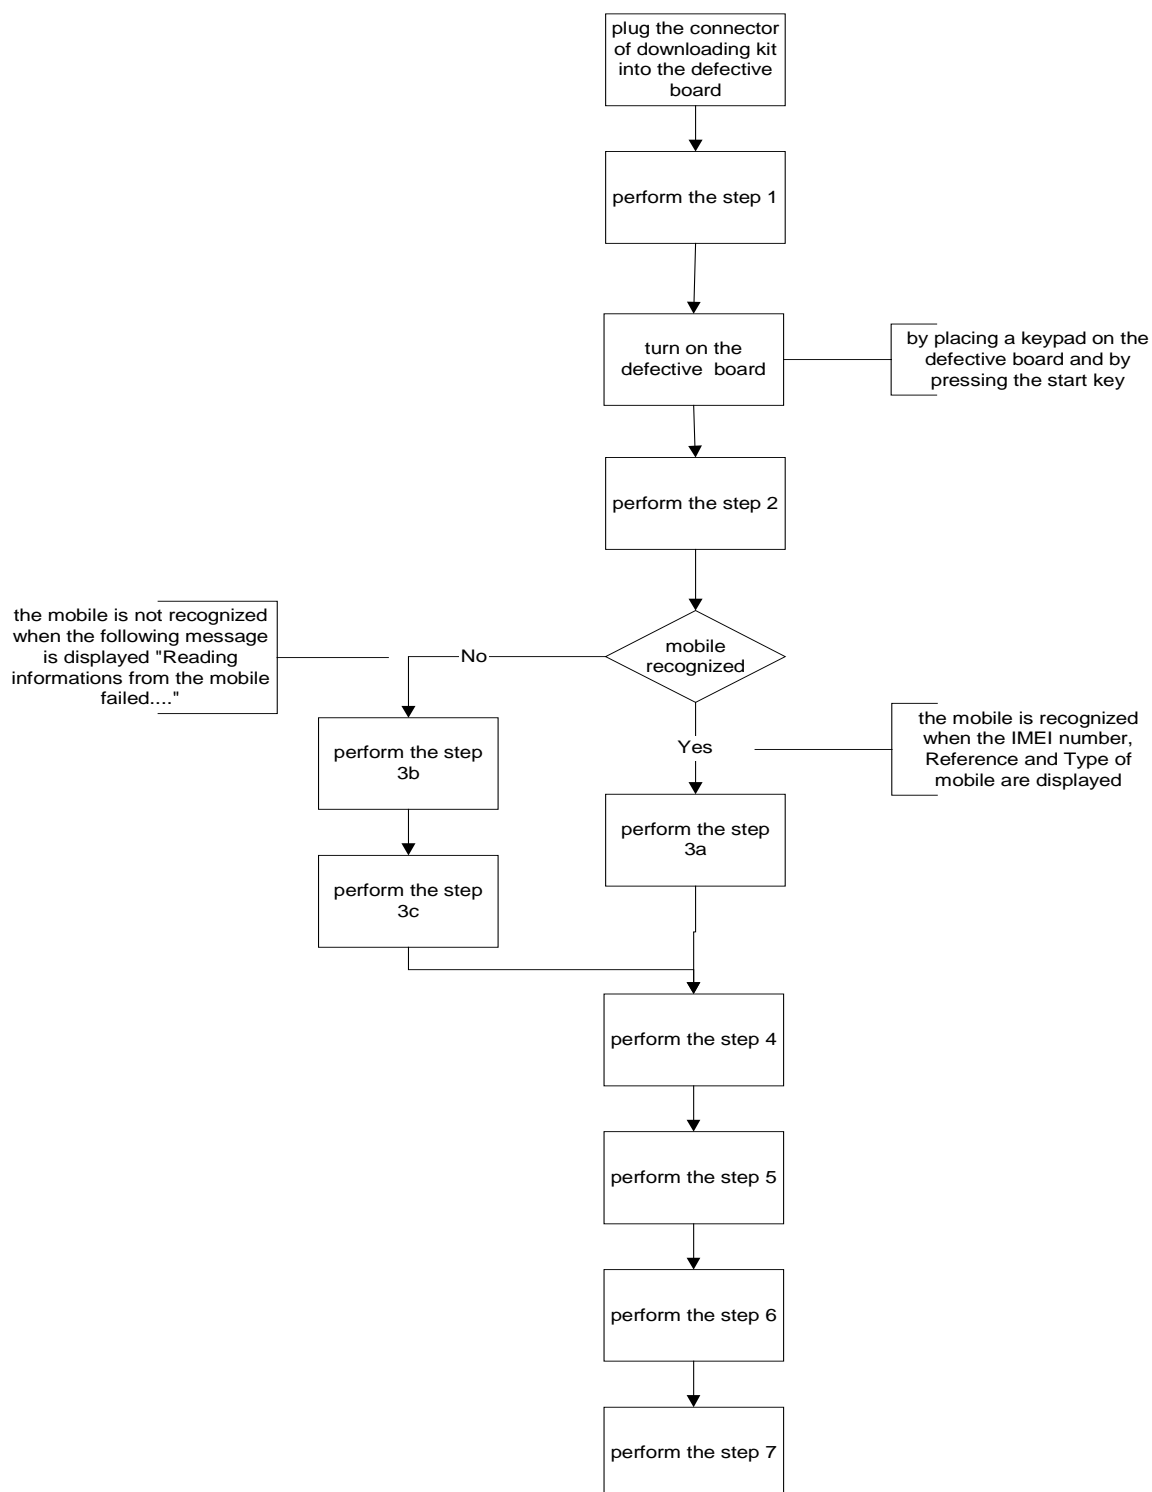 plug the connector
of downloading kit
into the defective
board
perform the step 1
turn on the
defective board
by placing a keypad on the
defective board and by
pressing the start key
perform the step 2
mobile
recognized
No
the mobile is not recognized
when the following message
is displayed "Reading
informations from the mobile
failed...."
Yes
the mobile is recognized
when the IMEI number,
Reference and Type of
mobile are displayed
perform the step
3b
perform the step
3a
perform the step
3c
perform the step 4
perform the step 5
perform the step 6
perform the step 7